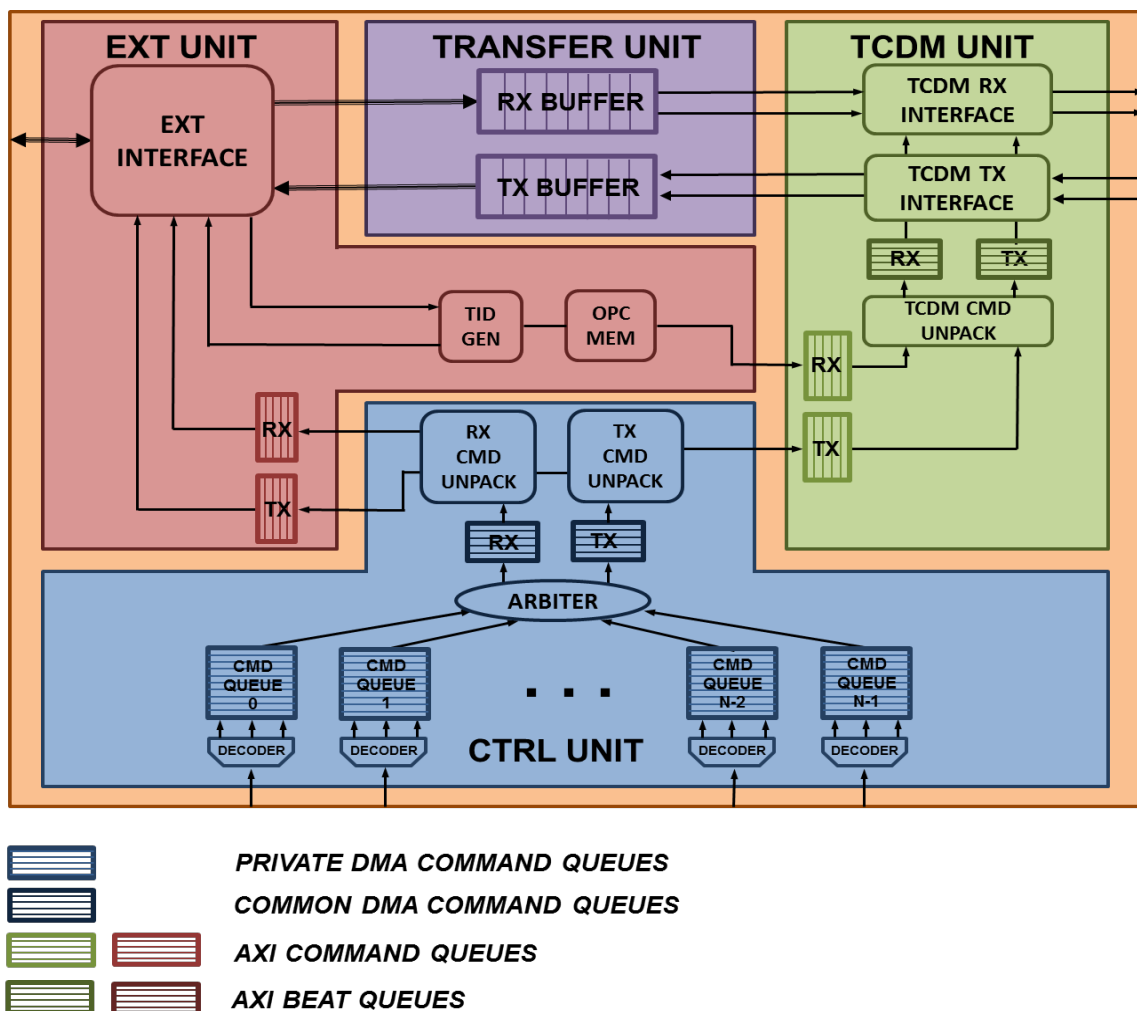 EXT UNIT
TRANSFER UNIT
TCDM UNIT
EXT
INTERFACE
RX BUFFER
TX BUFFER
TCDM RX
INTERFACE
TCDM TX
INTERFACE
RX
TX
TCDM CMD
UNPACK
TID
GEN
OPC
MEM
RX
TX
RX
TX
RX
CMD
UNPACK
TX
CMD
UNPACK
RX
TX
ARBITER
CMD
QUEUE
0
CMD
QUEUE
1
. . .
CMD
QUEUE
N-2
CMD
QUEUE
N-1
DECODER
DECODER
DECODER
DECODER
CTRL UNIT
PRIVATE DMA COMMAND QUEUES
COMMON DMA COMMAND QUEUES
AXI COMMAND QUEUES
AXI BEAT QUEUES